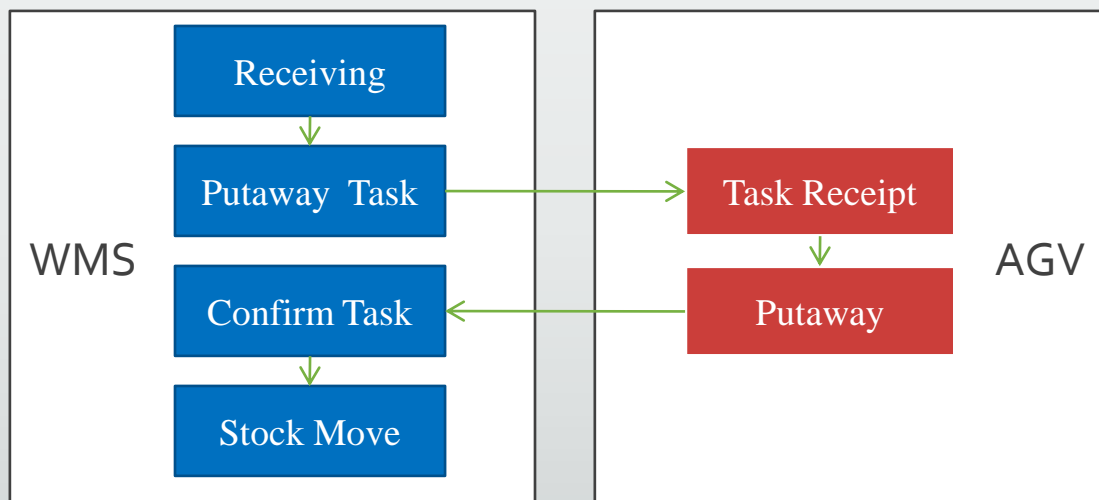 Receiving
Putaway Task
Task Receipt
WMS
AGV
Confirm Task
Putaway
Stock Move